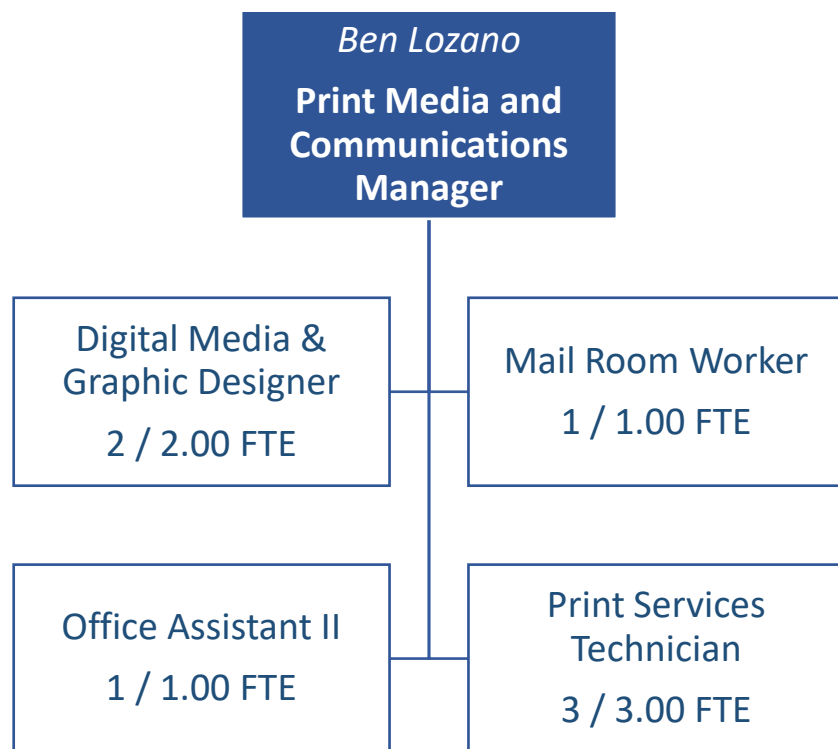 Ben Lozano
Print Media and
Communications
Manager
Digital Media &
Graphic Designer
2 / 2.00 FTE
Mail Room Worker
1 / 1.00 FTE
Office Assistant II
1 / 1.00 FTE
Print Services
Technician
3 / 3.00 FTE